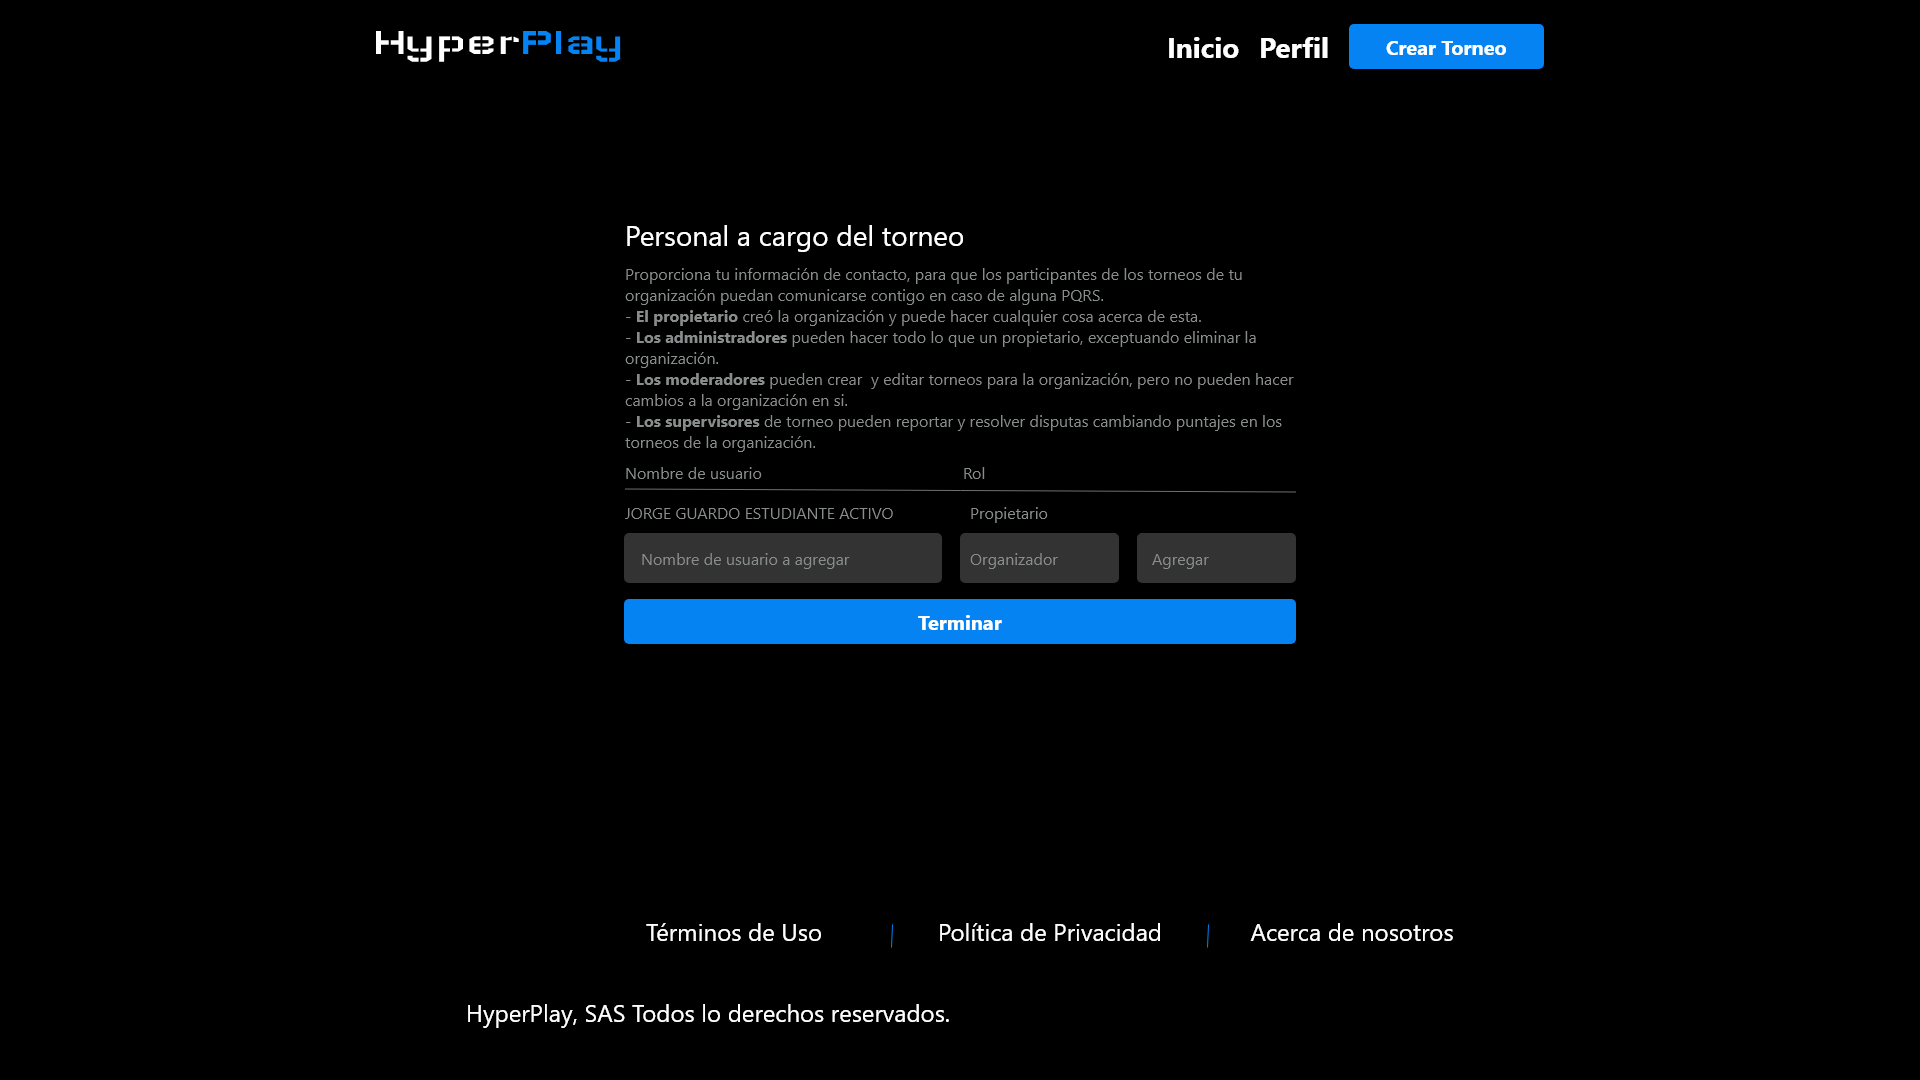 HyperPlay
Inicio Perfil Crear Torneo
Personal a cargo del torneo
Proporciona tu información de contacto, para que los participantes de los torneos de tu
organización puedan comunicarse contigo en caso de alguna PQRS.
- El propietario creó la organización y puede hacer cualquier cosa acerca de esta.
- Los administradores pueden hacer todo lo que un propietario, exceptuando eliminar la
organización.
- Los moderadores pueden crear  y editar torneos para la organización, pero no pueden hacer
cambios a la organización en si.
- Los supervisores de torneo pueden reportar y resolver disputas cambiando puntajes en los
torneos de la organización.
Nombre de usuario Rol
JORGE GUARDO ESTUDIANTE ACTIVO Propietario
Nombre de usuario a agregar Organizador Agregar
Terminar
Términos de Uso Política de Privacidad Acerca de nosotros
HyperPlay, SAS Todos lo derechos reservados.